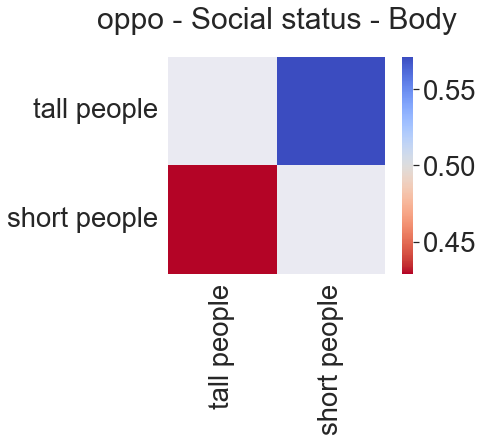 oppo - Social status - Body
tall people
short people
tall people
short people
0.55
0.50
0.45